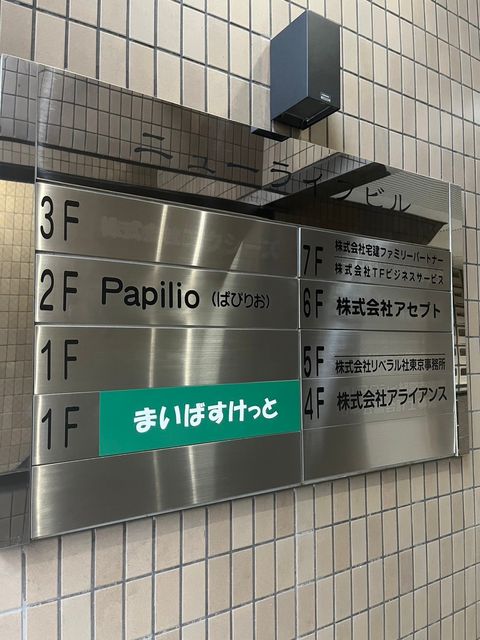 ニューライフビル
3F
2F Papilio (ぱぴりお)
1F
1F まいばすけっと
7F 株式会社宅建ファミリーパートナー
株式会社TFビジネスサービス
6F 株式会社アセプト
5F 株式会社リベラル社東京事務所
4F 株式会社アライアンス